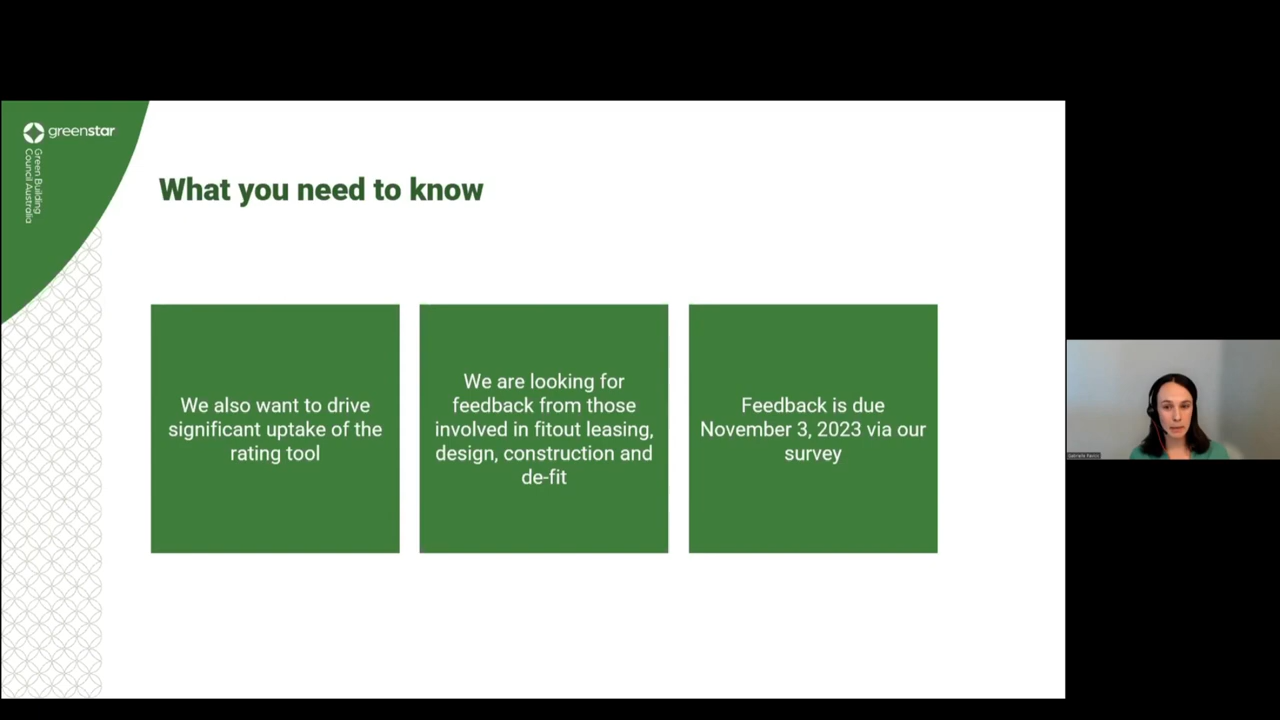 greenstar
Green Building
Council Australia
What you need to know
We also want to drive
significant uptake of the
rating tool
We are looking for
feedback from those
involved in fitout leasing,
design, construction and
de-fit
Feedback is due
November 3, 2023 via our
survey